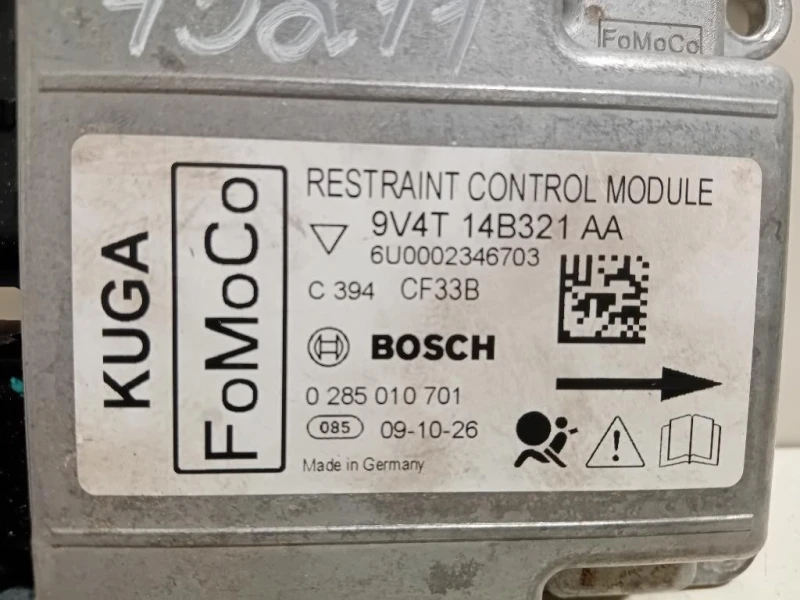 FoMoCo
KUGA
FoMoCo
RESTRAINT CONTROL MODULE
9V4T 14B321 AA
6U0002346703
C 394 CF33B
BOSCH
0 285 010 701
085 09-10-26
Made in Germany